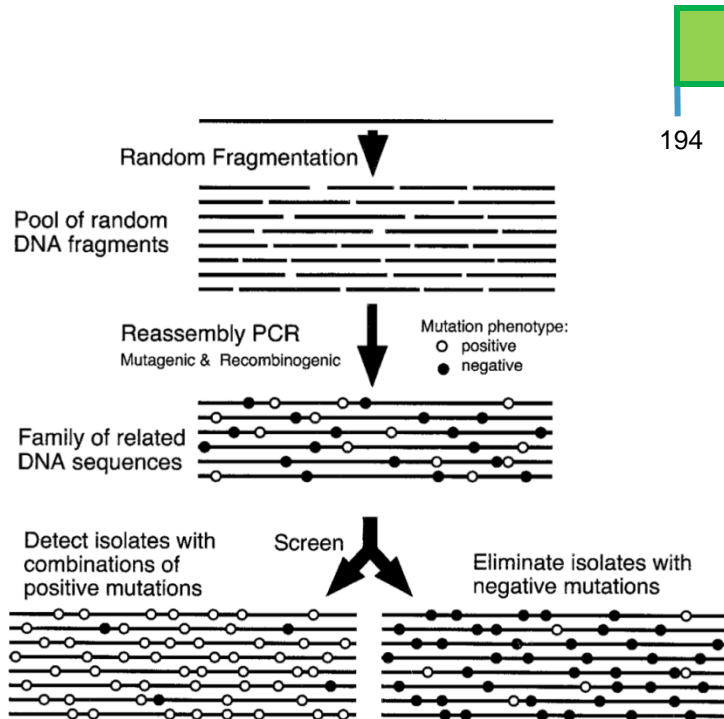 194
Random Fragmentation
Pool of random
DNA fragments
Reassembly PCR
Mutagenic & Recombinogenic
Mutation phenotype:
positive
negative
Family of related
DNA sequences
Screen
Detect isolates with
combinations of
positive mutations
Eliminate isolates with
negative mutations